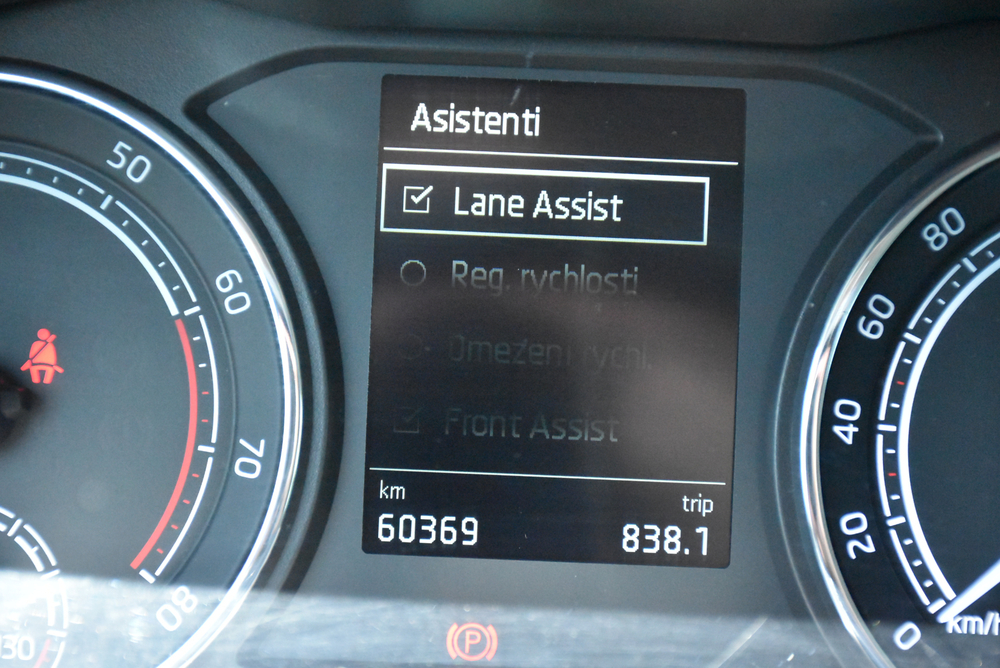 Asistenti
Lane Assist
Reg. rychlosti
Omezení rychl.
Front Assist
km
trip
60369
838.1
50
60
70
80
80
60
40
20
0
km/h
P